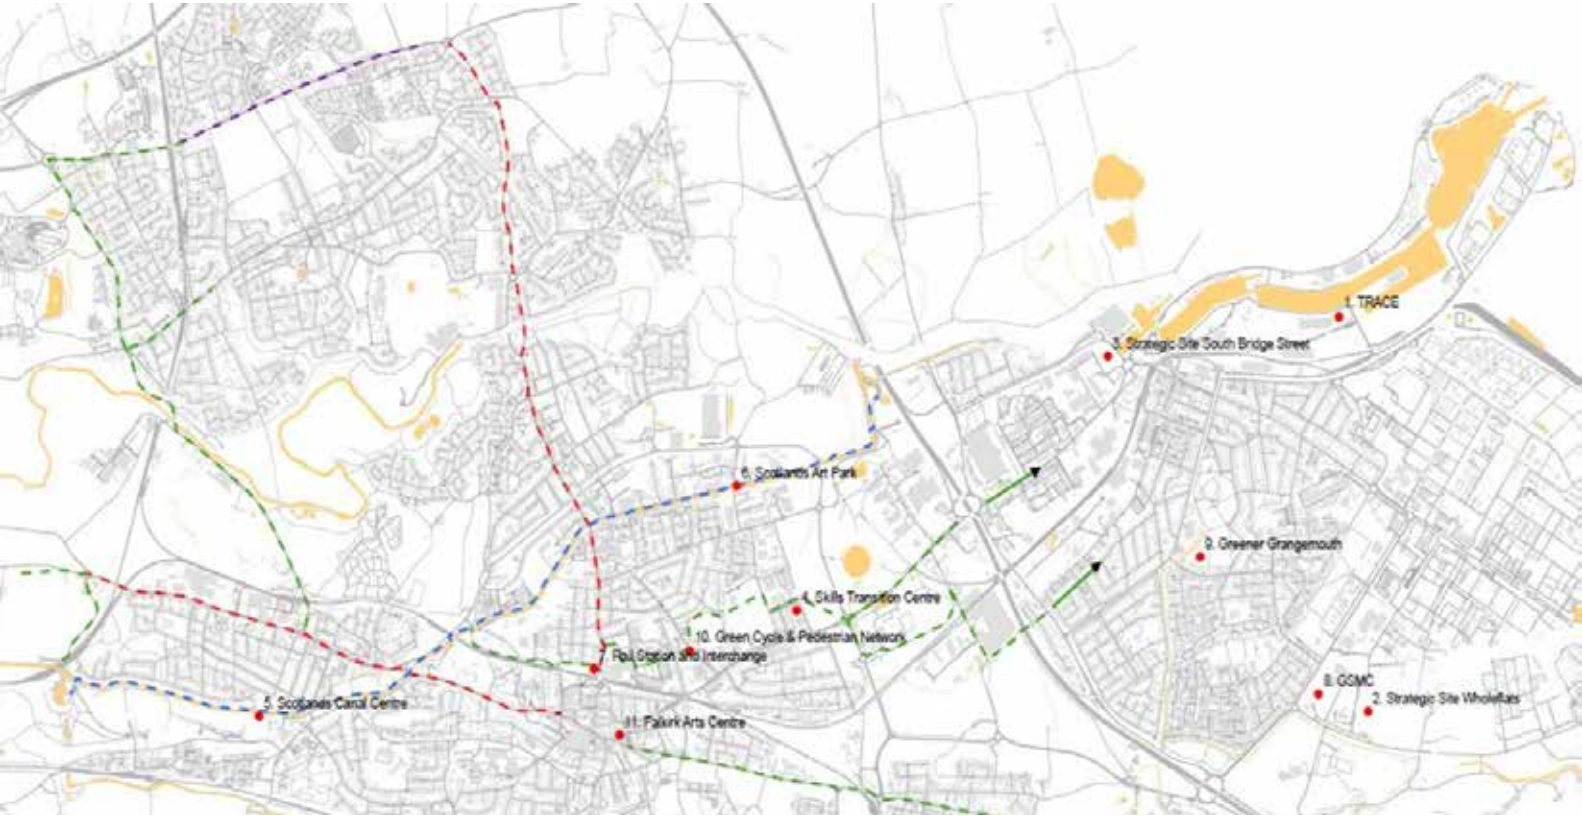 1. TRACE
3. Strategic Site South Bridge Street
6. Scotlands Art Park
9. Greener Grangemouth
4. Skills Transition Centre
10. Green Cycle & Pedestrian Network
7. Rail Station and Interchange
8. GSMC
2. Strategic Site Wholeflats
5. Scotlands Canal Centre
11. Falkirk Arts Centre